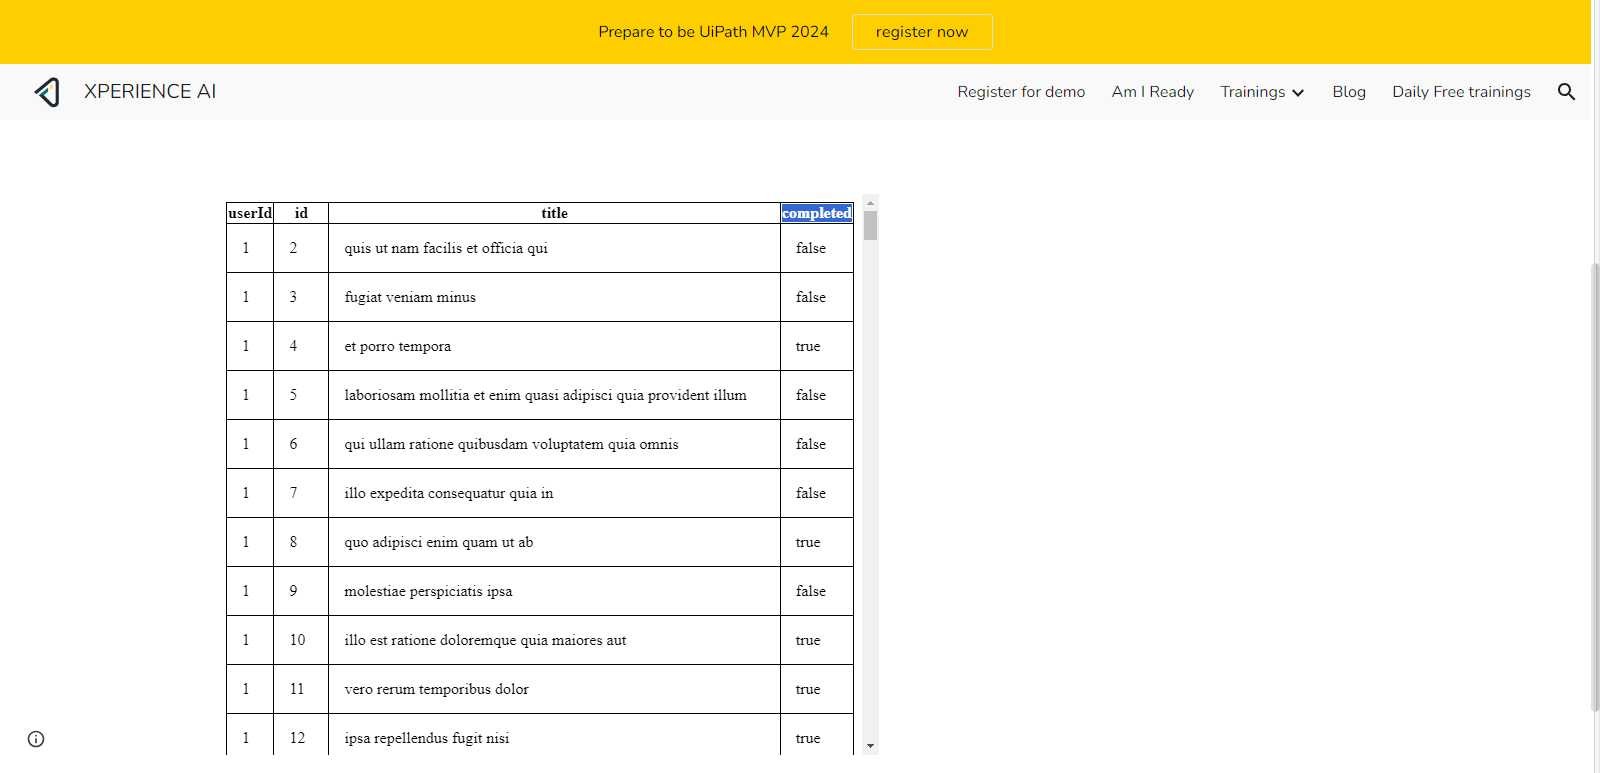 Prepare to be UiPath MVP 2024 register now
XPERIENCE AI Register for demo Am I Ready Trainings Blog Daily Free trainings
userId id title completed
1 2 quis ut nam facilis et officia qui false
1 3 fugiat veniam minus false
1 4 et porro tempora true
1 5 laboriosam mollitia et enim quasi adipisci quia provident illum false
1 6 qui ullam ratione quibusdam voluptatem quia omnis false
1 7 illo expedita consequatur quia in false
1 8 quo adipisci enim quam ut ab true
1 9 molestiae perspiciatis ipsa false
1 10 illo est ratione doloremque quia maiores aut true
1 11 vero rerum temporibus dolor true
1 12 ipsa repellendus fugit nisi true